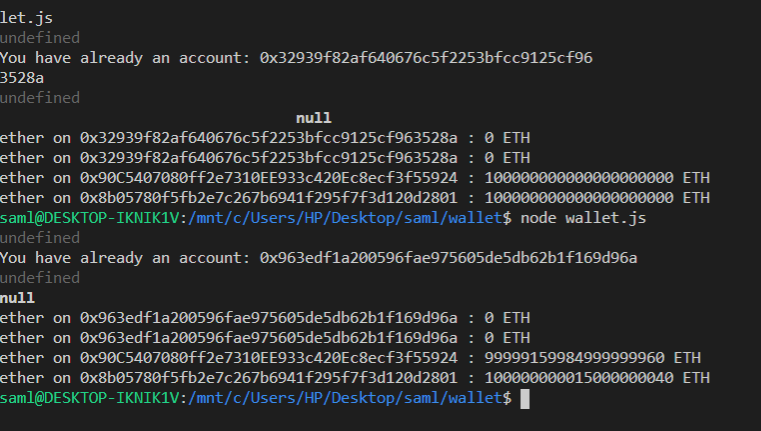 let.js
undefined
You have already an account: 0x32939f82af640676c5f2253bfcc9125cf96
3528a
undefined
null
ether on 0x32939f82af640676c5f2253bfcc9125cf963528a : 0 ETH
ether on 0x32939f82af640676c5f2253bfcc9125cf963528a : 0 ETH
ether on 0x90C5407080ff2e7310EE933c420Ec8ecf3f55924 : 100000000000000000000 ETH
ether on 0x8b05780f5fb2e7c267b6941f295f7f3d120d2801 : 100000000000000000000 ETH
saml@DESKTOP-IKNIK1V:/mnt/c/Users/HP/Desktop/saml/wallet$ node wallet.js
undefined
You have already an account: 0x963edf1a200596fae975605de5db62b1f169d96a
undefined
null
ether on 0x963edf1a200596fae975605de5db62b1f169d96a : 0 ETH
ether on 0x963edf1a200596fae975605de5db62b1f169d96a : 0 ETH
ether on 0x90C5407080ff2e7310EE933c420Ec8ecf3f55924 : 99999159984999999960 ETH
ether on 0x8b05780f5fb2e7c267b6941f295f7f3d120d2801 : 100000000015000000040 ETH
saml@DESKTOP-IKNIK1V:/mnt/c/Users/HP/Desktop/saml/wallet$